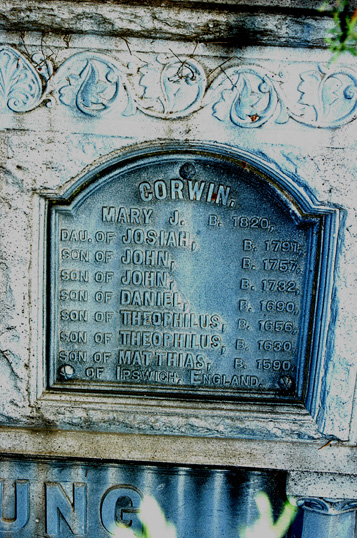 CORWIN,
MARY J. B. 1820,
DAU. OF JOSIAH, B. 1791,
SON OF JOHN, B. 1757,
SON OF JOHN, B. 1732,
SON OF DANIEL, B. 1690,
SON OF THEOPHILUS, B. 1656,
SON OF THEOPHILUS, B. 1630,
SON OF MATTHIAS, B. 1590,
OF IPSWICH, ENGLAND.
UNG